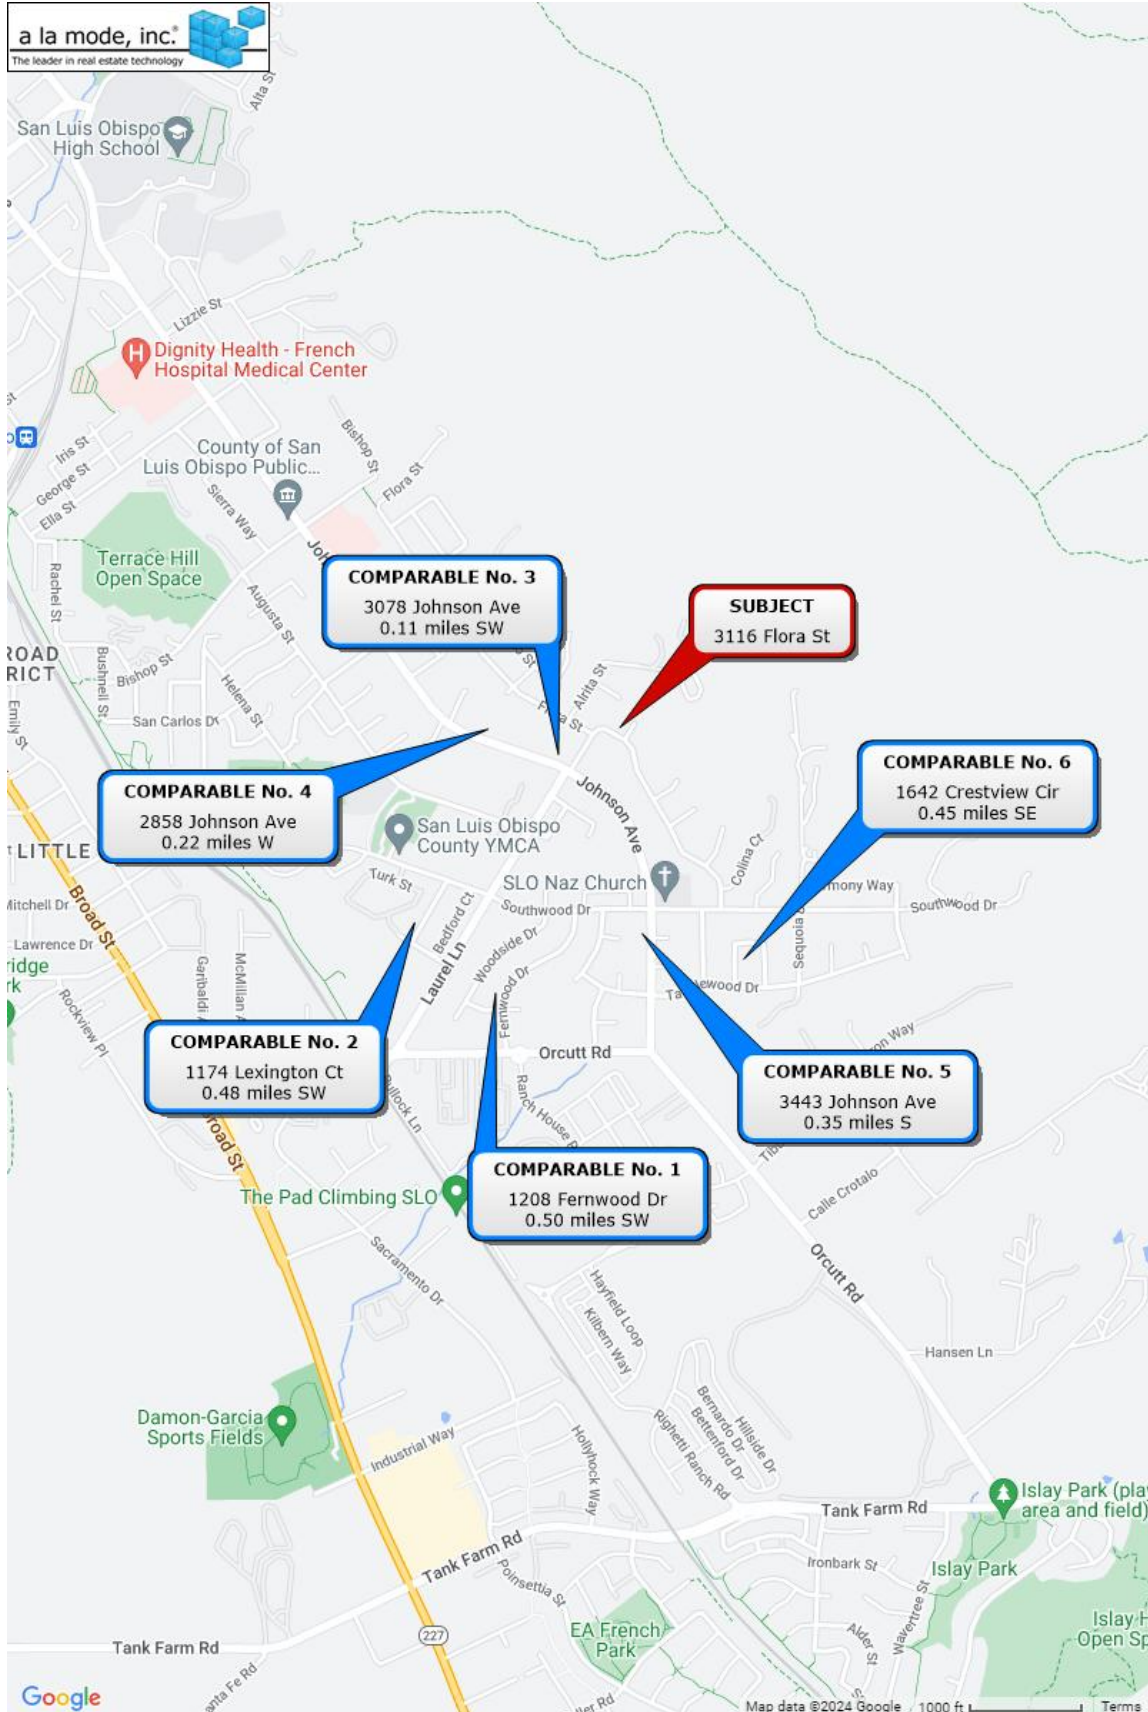 a la mode, inc.®
The leader in real estate technology
Alta St
San Luis Obispo
High School
Lizzie St
Dignity Health - French
Hospital Medical Center
Iris St
George St
Ella St
County of San
Luis Obispo Public...
Bishop St
Flora St
Sierra Way
Terrace Hill
Open Space
Rachel St
Augusta St
COMPARABLE No. 3
3078 Johnson Ave
0.11 miles SW
SUBJECT
3116 Flora St
Bushnell St
Bishop St
Helena St
San Carlos Dr
Emily St
Alrita St
COMPARABLE No. 4
2858 Johnson Ave
0.22 miles W
Johnson Ave
COMPARABLE No. 6
1642 Crestview Cir
0.45 miles SE
LITTLE
San Luis Obispo
County YMCA
Turk St
SLO Naz Church
Colina Ct
Southwood Dr
Southwood Dr
Mitchell Dr
Lawrence Dr
Broad St
Garibaldi
McMillan
Rockview Pl
Bedford Ct
Laurel Ln
Woodside Dr
Fernwood Dr
Sequoia
COMPARABLE No. 2
1174 Lexington Ct
0.48 miles SW
Orcutt Rd
COMPARABLE No. 5
3443 Johnson Ave
0.35 miles S
Ranch House
COMPARABLE No. 1
1208 Fernwood Dr
0.50 miles SW
The Pad Climbing SLO
Calle Crotalo
Orcutt Rd
Sacramento Dr
Hayfield Loop
Kilbern Way
Hansen Ln
Damon-Garcia
Sports Fields
Industrial Way
Hollyhock Way
Bernardo Dr
Bettenford Dr
Hillside Dr
Righetti Ranch Rd
Tank Farm Rd
Islay Park (play
area and field)
Tank Farm Rd
Poinsettia St
Ironbark St
Islay Park
Wavertree St
Alder St
EA French
Park
Islay H
Open Sp
227
Tank Farm Rd
Google
Map data ©2024 Google
1000 ft
Terms